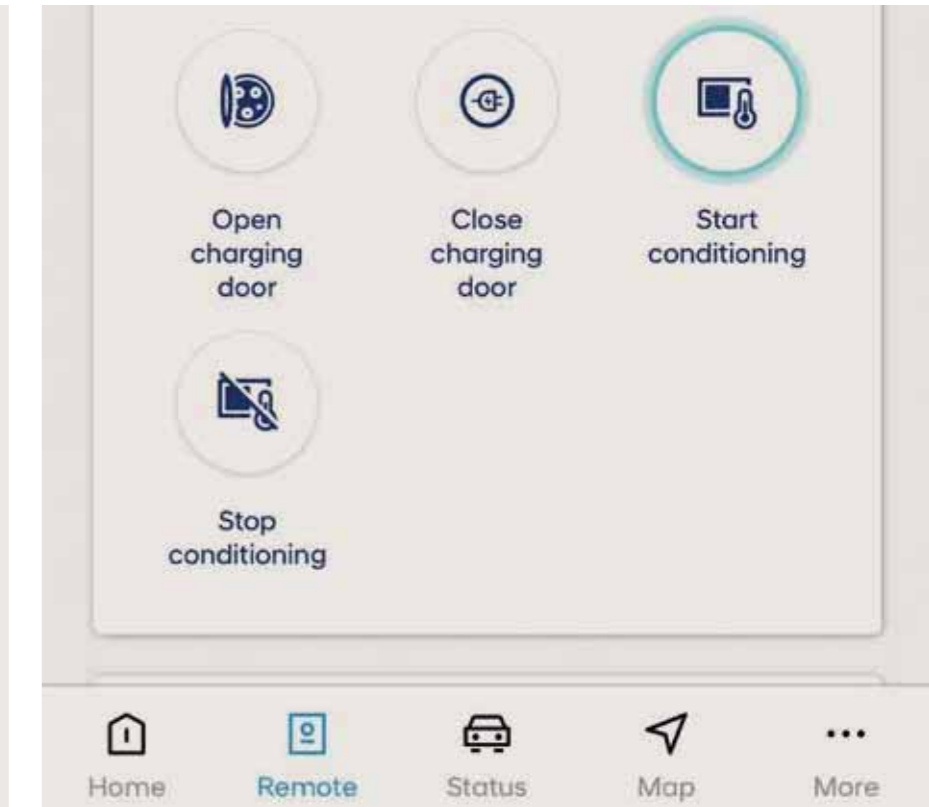 Open
charging
door
Close
charging
door
Start
conditioning
Stop
conditioning
Home
Remote
Status
Map
More